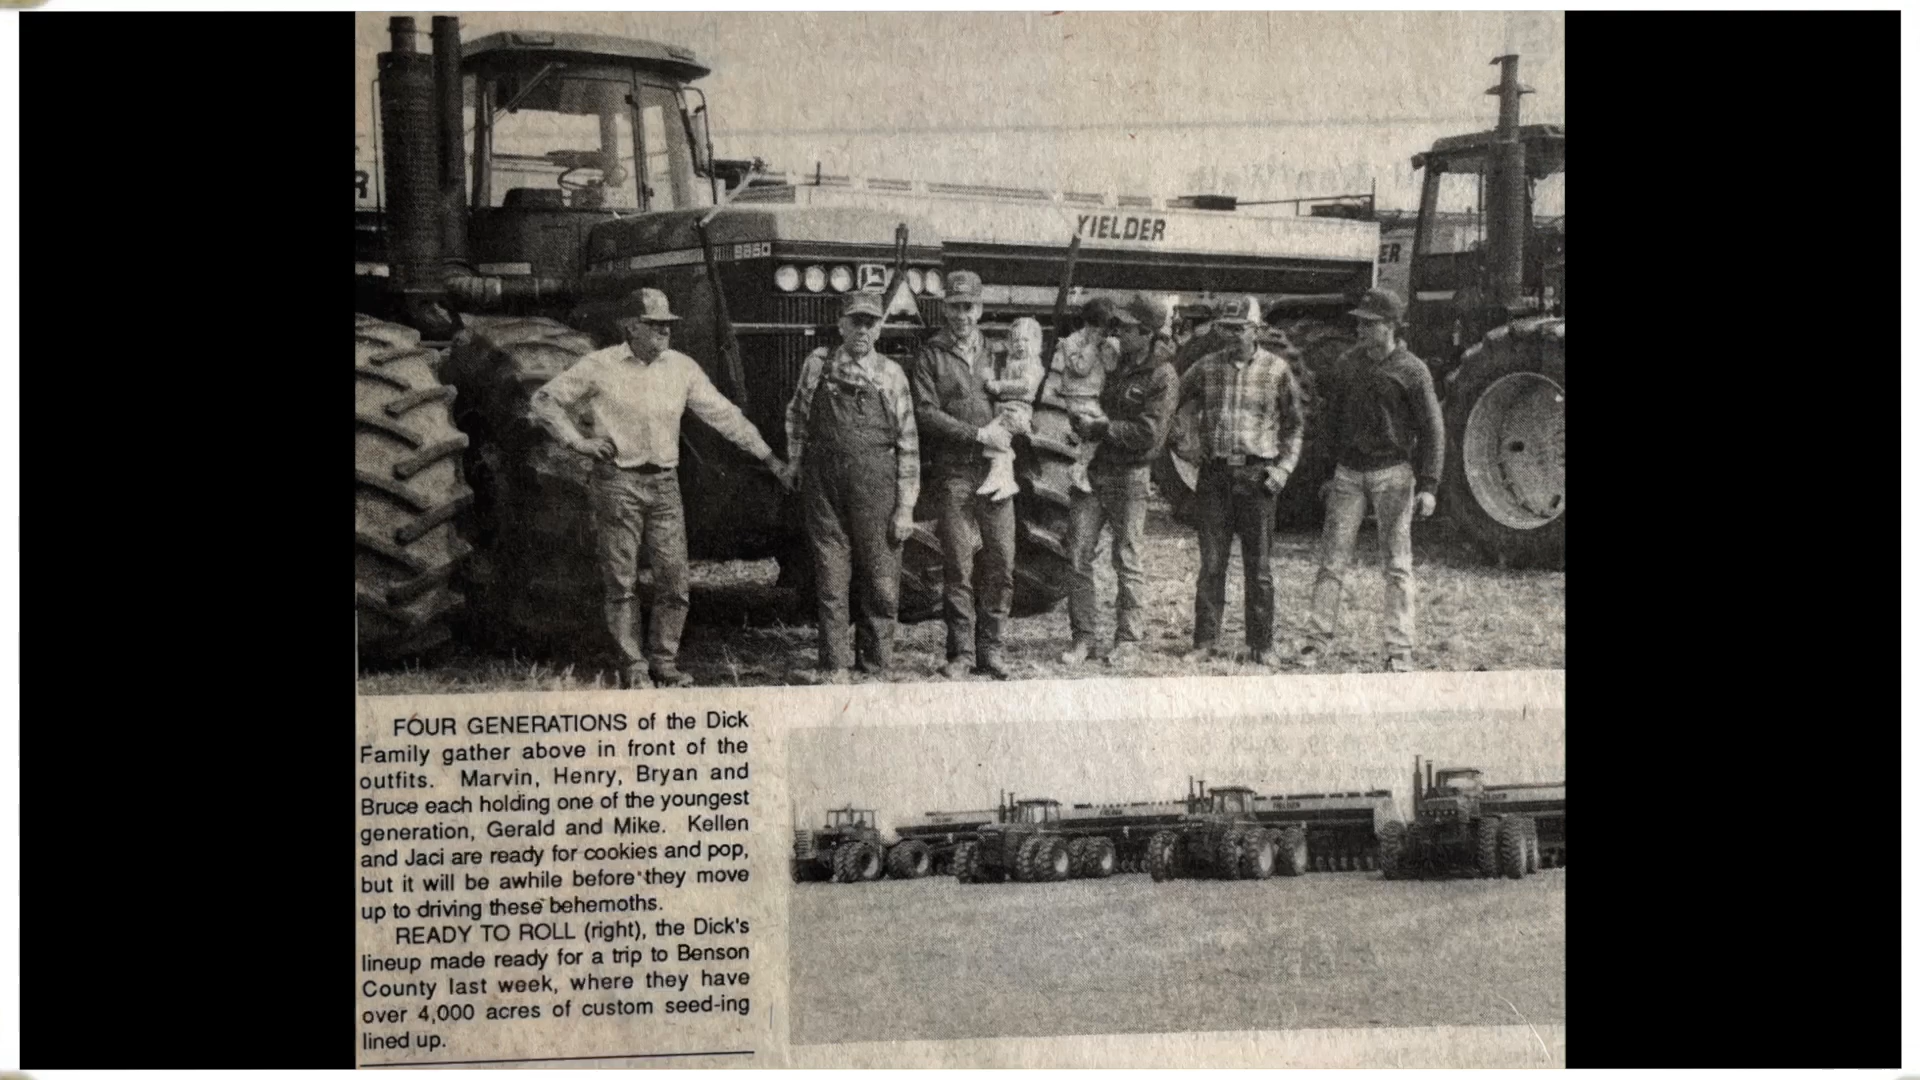 8850
YIELDER
ER
R
FOUR GENERATIONS of the Dick
Family gather above in front of the
outfits. Marvin, Henry, Bryan and
Bruce each holding one of the youngest
generation, Gerald and Mike. Kellen
and Jaci are ready for cookies and pop,
but it will be awhile before they move
up to driving these behemoths.
READY TO ROLL (right), the Dick's
lineup made ready for a trip to Benson
County last week, where they have
over 4,000 acres of custom seed-ing
lined up.